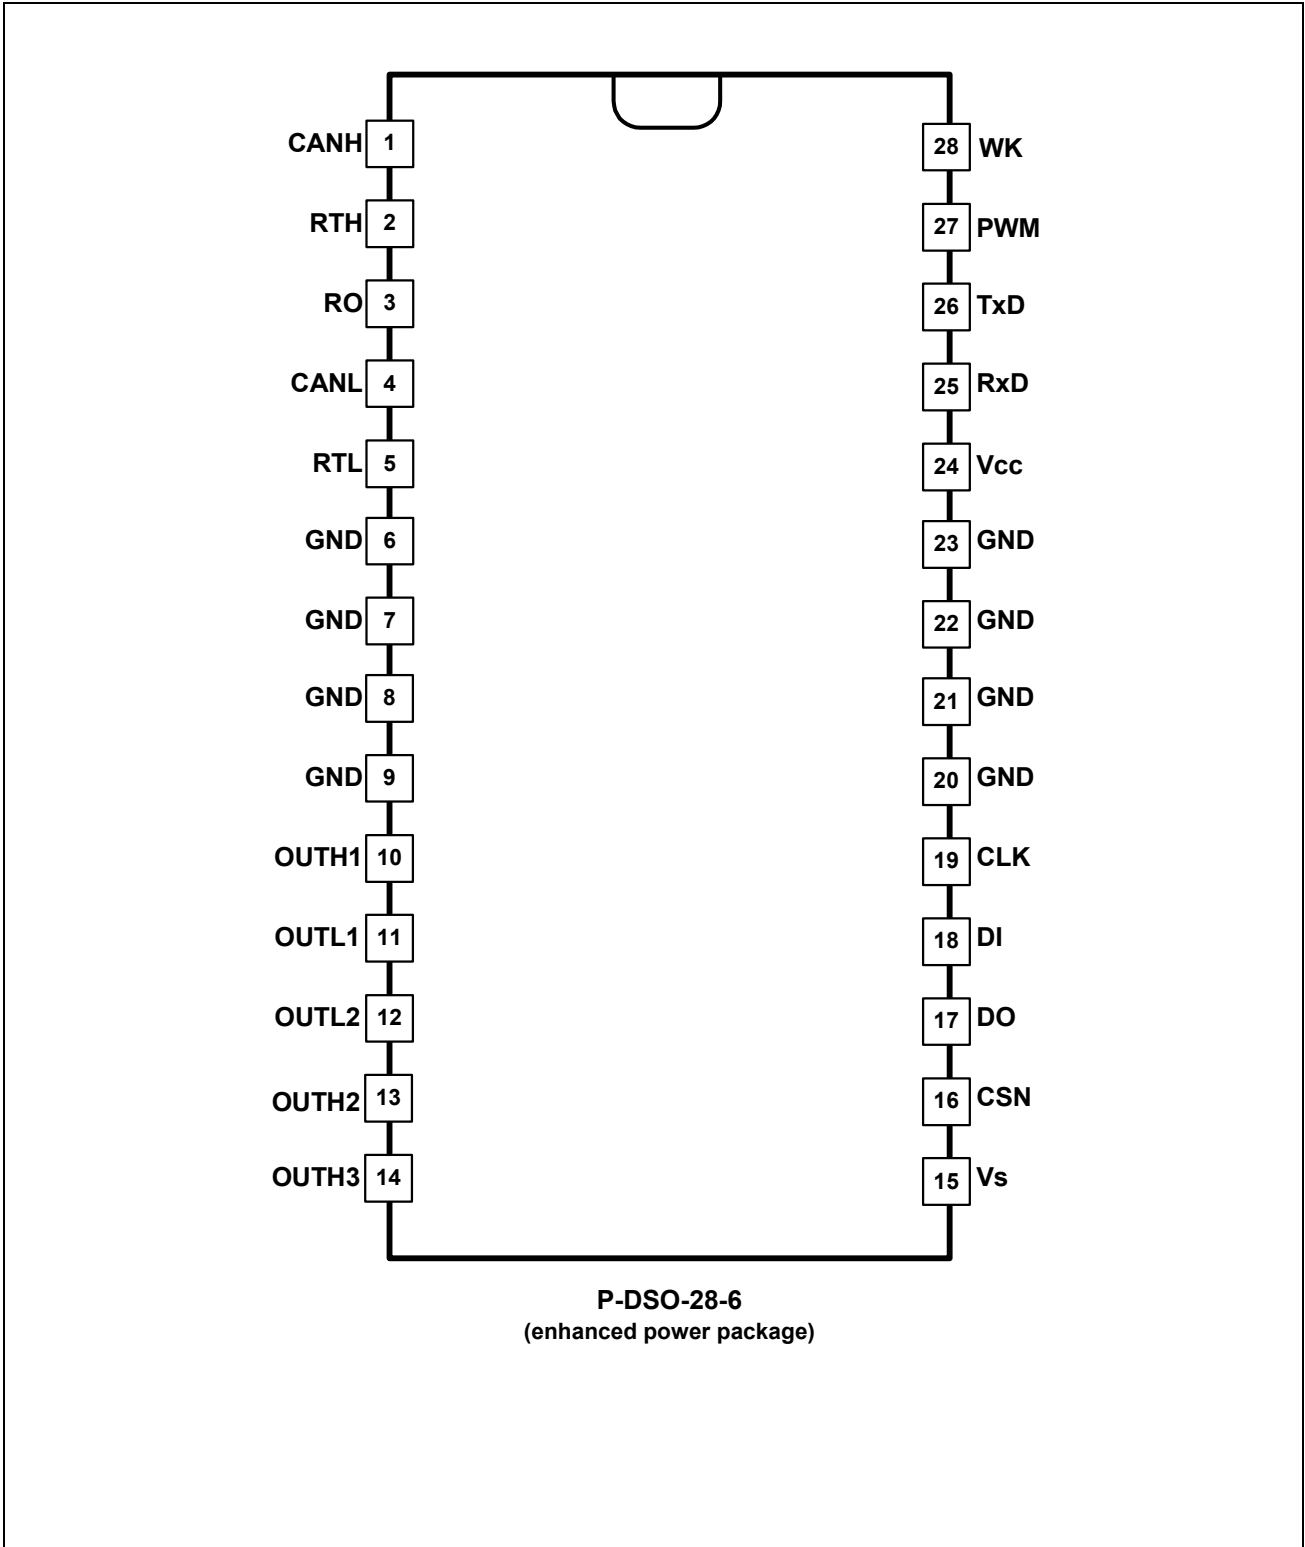 CANH 1
28 WK
RTH 2
27 PWM
RO 3
26 TxD
CANL 4
25 RxD
RTL 5
24 Vcc
GND 6
23 GND
GND 7
22 GND
GND 8
21 GND
GND 9
20 GND
OUTH1 10
19 CLK
OUTL1 11
18 DI
OUTL2 12
17 DO
OUTH2 13
16 CSN
OUTH3 14
15 Vs
P-DSO-28-6
(enhanced power package)